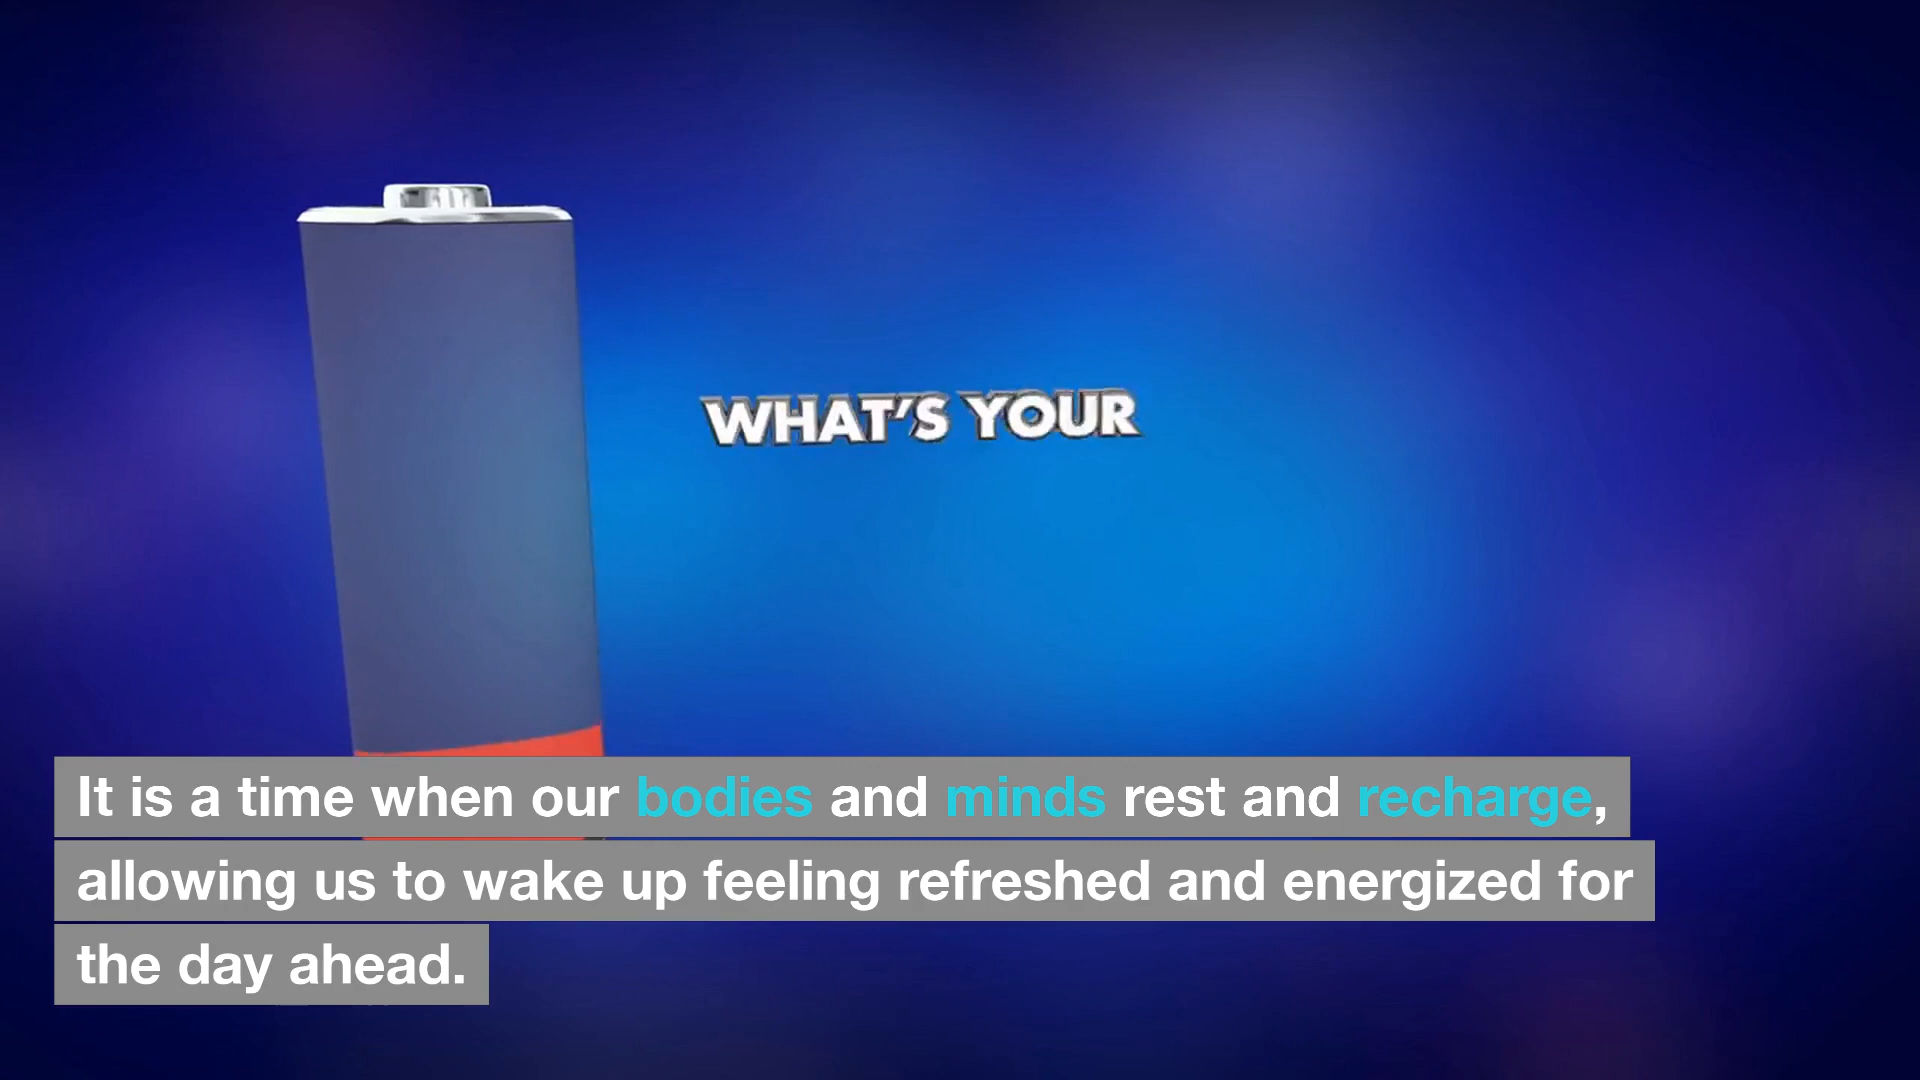 WHAT'S YOUR
It is a time when our bodies and minds rest and recharge,
allowing us to wake up feeling refreshed and energized for
the day ahead.